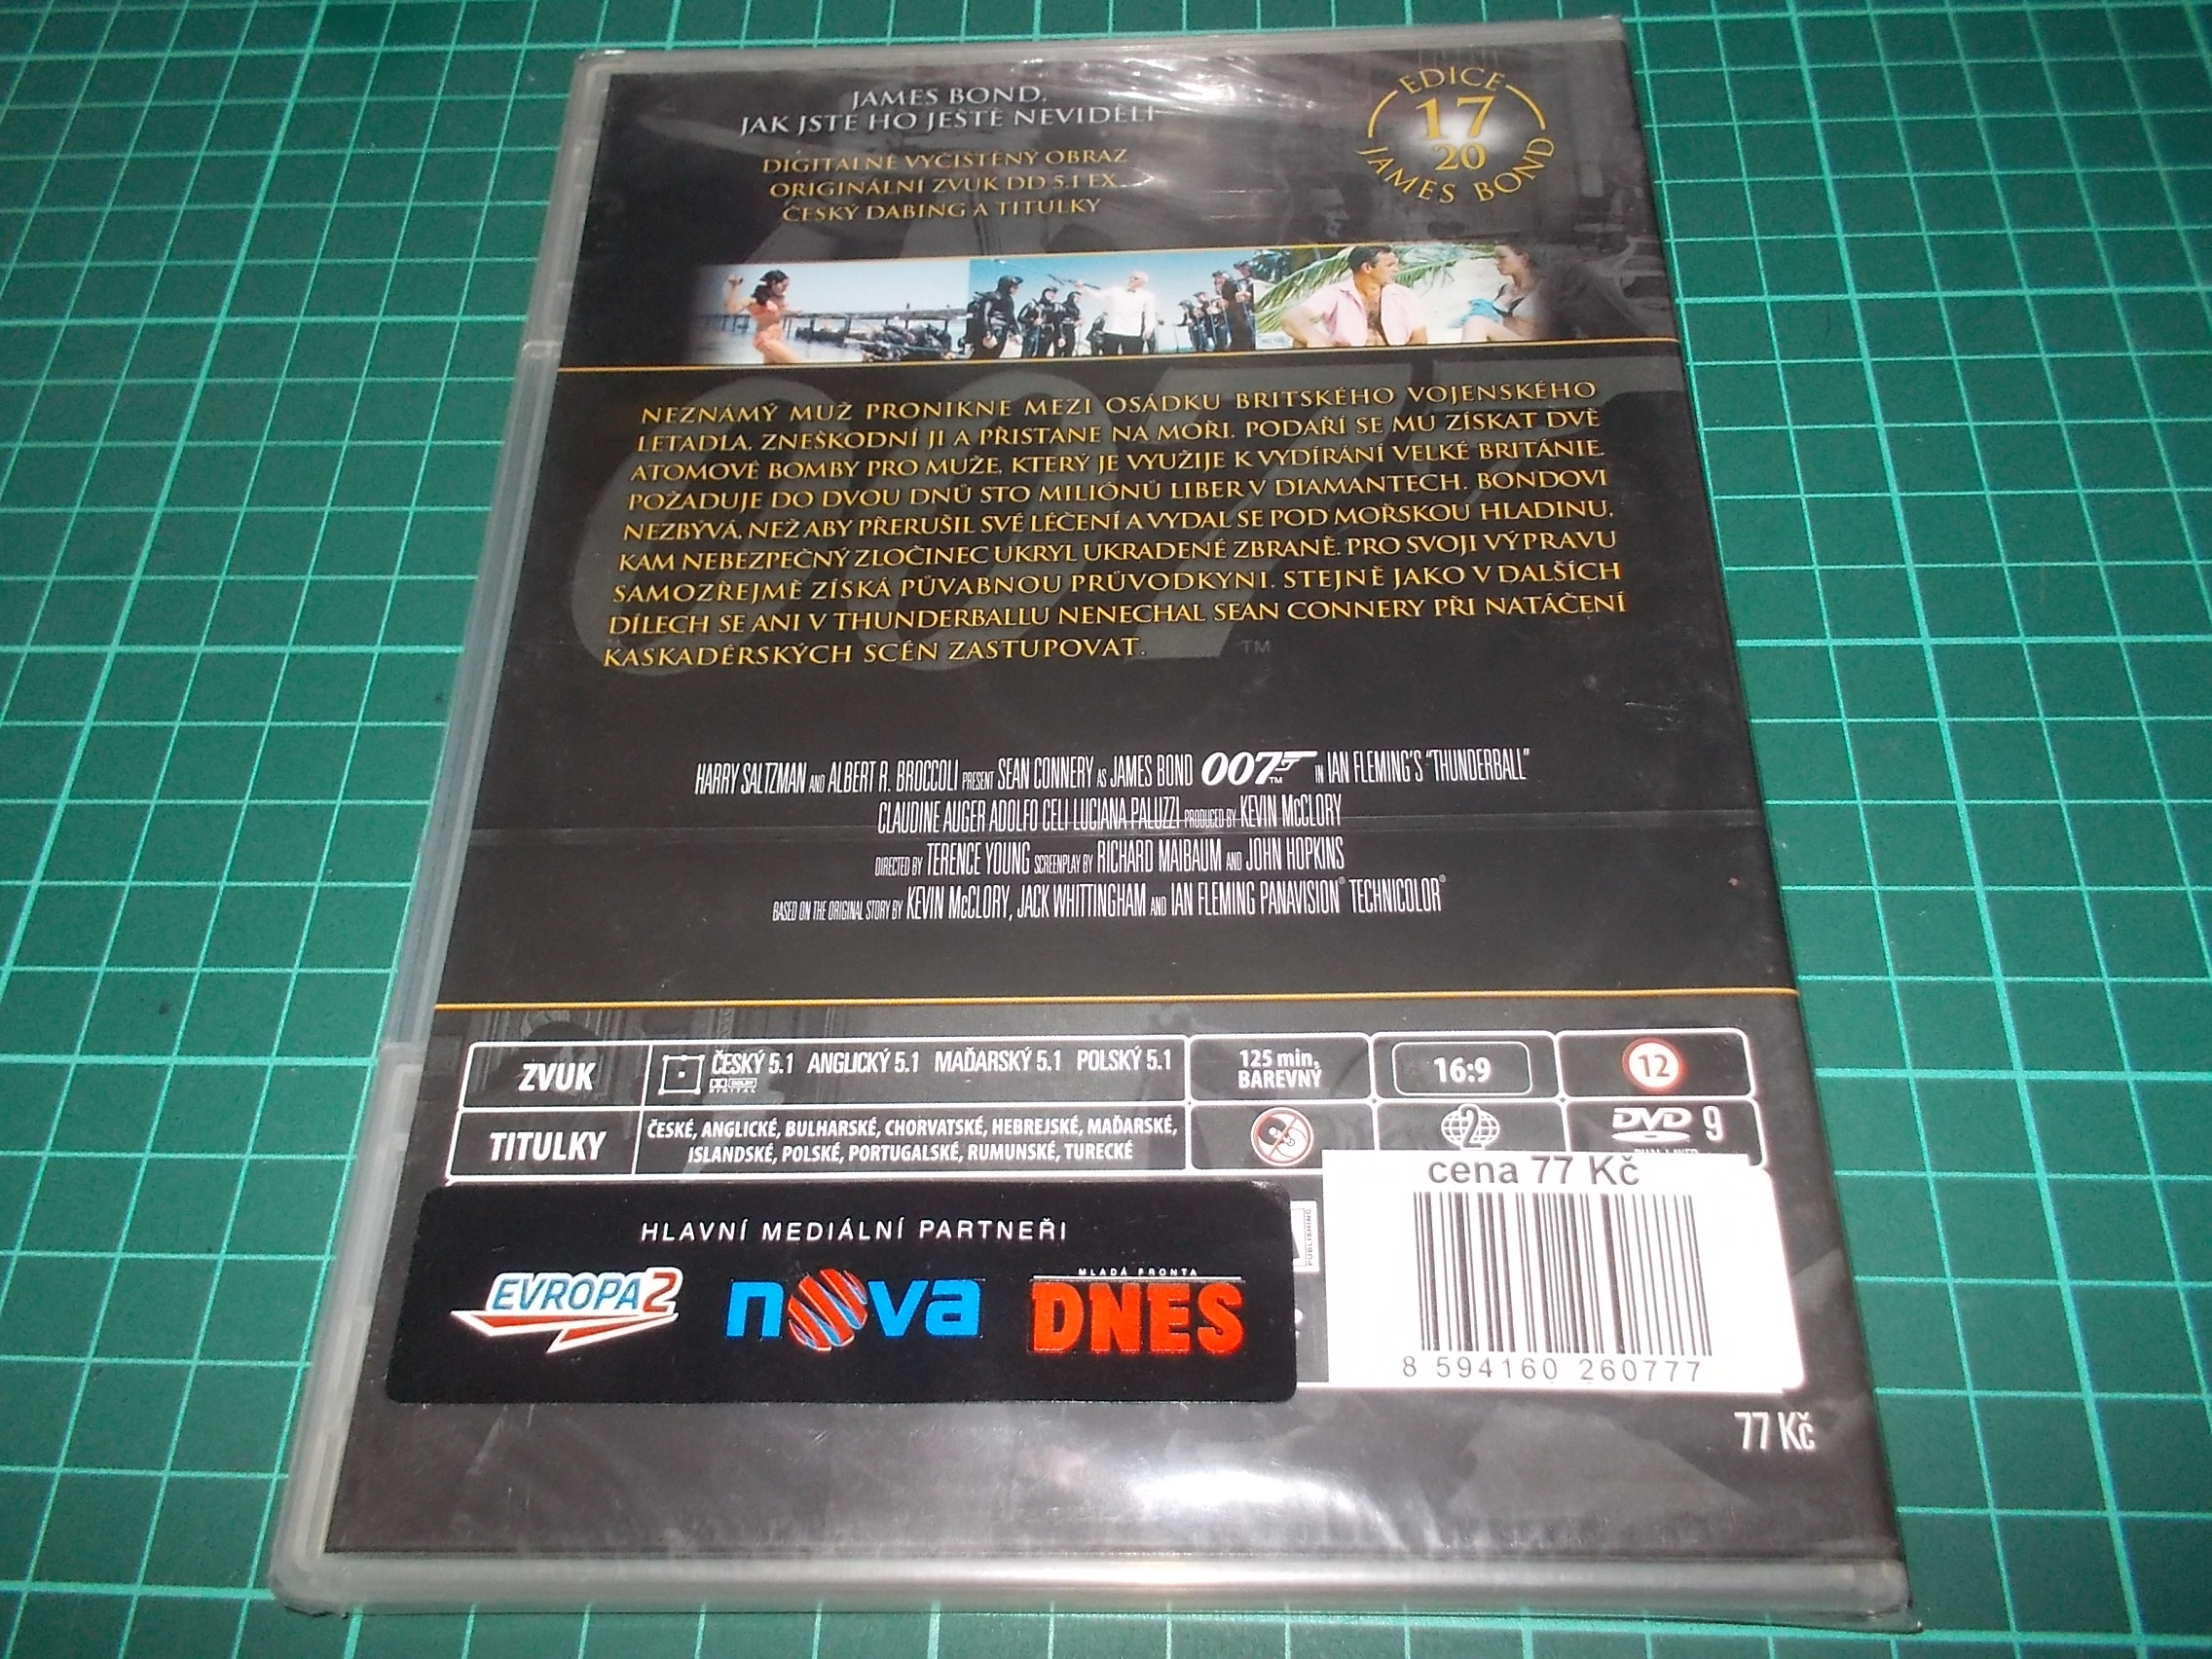 JAMES BOND,
JAK JSTE HO JEŠTĚ NEVIDĚLI
DIGITÁLNĚ VYČIŠTĚNÝ OBRAZ
ORIGINÁLNÍ ZVUK DD 5.1 EX
ČESKÝ DABING A TITULKY
EDICE
17
20
JAMES BOND
NEZNÁMÝ MUŽ PRONIKNE MEZI OSÁDKU BRITSKÉHO VOJENSKÉHO
LETADLA, ZNEŠKODNÍ JI A PŘISTANE NA MOŘI. PODAŘÍ SE MU ZÍSKAT DVĚ
ATOMOVÉ BOMBY PRO MUŽE, KTERÝ JE VYUŽIJE K VYDÍRÁNÍ VELKÉ BRITÁNIE.
POŽADUJE DO DVOU DNŮ STO MILIÓNŮ LIBER V DIAMANTECH. BONDOVI
NEZBÝVÁ, NEŽ ABY PŘERUŠIL SVÉ LÉČENÍ A VYDAL SE POD MOŘSKOU HLADINU,
KAM NEBEZPEČNÝ ZLOČINEC UKRYL UKRADENÉ ZBRANĚ. PRO SVOJI VÝPRAVU
SAMOZŘEJMĚ ZÍSKÁ PŮVABNOU PRŮVODKYNI. STEJNĚ JAKO V DALŠÍCH
DÍLECH SE ANI V THUNDERBALLU NENECHAL SEAN CONNERY PŘI NATÁČENÍ
KASKADÉRSKÝCH SCÉN ZASTUPOVAT.
007 TM
HARRY SALTZMAN AND ALBERT R. BROCCOLI PRESENT SEAN CONNERY AS JAMES BOND 007 TM IN IAN FLEMING'S "THUNDERBALL"
CLAUDINE AUGER ADOLFO CELI LUCIANA PALUZZI PRODUCED BY KEVIN McCLORY
DIRECTED BY TERENCE YOUNG SCREENPLAY BY RICHARD MAIBAUM AND JOHN HOPKINS
BASED ON THE ORIGINAL STORY BY KEVIN McCLORY, JACK WHITTINGHAM AND IAN FLEMING PANAVISION® TECHNICOLOR®
ZVUK ČESKÝ 5.1 ANGLICKÝ 5.1 MAĎARSKÝ 5.1 POLSKÝ 5.1
DOLBY
DIGITAL
125 min.
BAREVNÝ
16:9
12
TITULKY
ČESKÉ, ANGLICKÉ, BULHARSKÉ, CHORVATSKÉ, HEBREJSKÉ, MAĎARSKÉ,
ISLANDSKÉ, POLSKÉ, PORTUGALSKÉ, RUMUNSKÉ, TURECKÉ
2
DVD 9
cena 77 Kč
8 594160 260777
PUBLISHING
HLAVNÍ MEDIÁLNÍ PARTNEŘI
EVROPA 2
nova
MLADÁ FRONTA
DNES
77 Kč